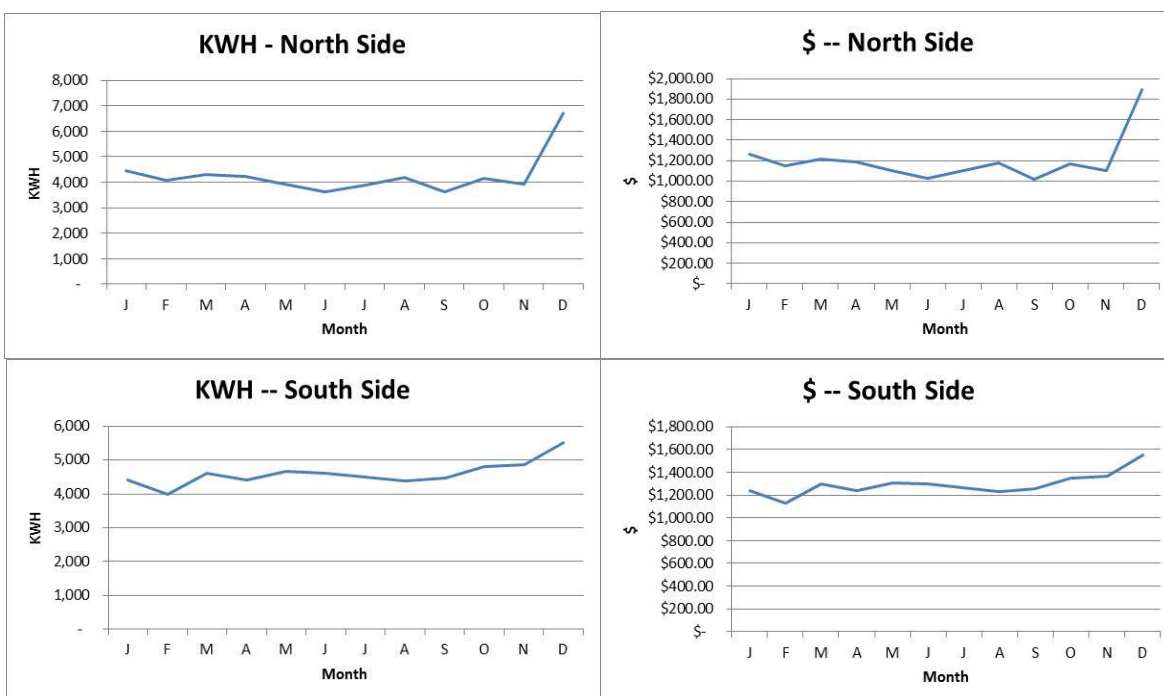 KWH - North Side
8,000
7,000
6,000
5,000
4,000
3,000
2,000
1,000
-
KWH
J F M A M J J A S O N D
Month
$ -- North Side
$2,000.00
$1,800.00
$1,600.00
$1,400.00
$1,200.00
$1,000.00
$800.00
$600.00
$400.00
$200.00
$-
$
J F M A M J J A S O N D
Month
KWH -- South Side
6,000
5,000
4,000
3,000
2,000
1,000
-
KWH
J F M A M J J A S O N D
Month
$ -- South Side
$1,800.00
$1,600.00
$1,400.00
$1,200.00
$1,000.00
$800.00
$600.00
$400.00
$200.00
$-
$
J F M A M J J A S O N D
Month